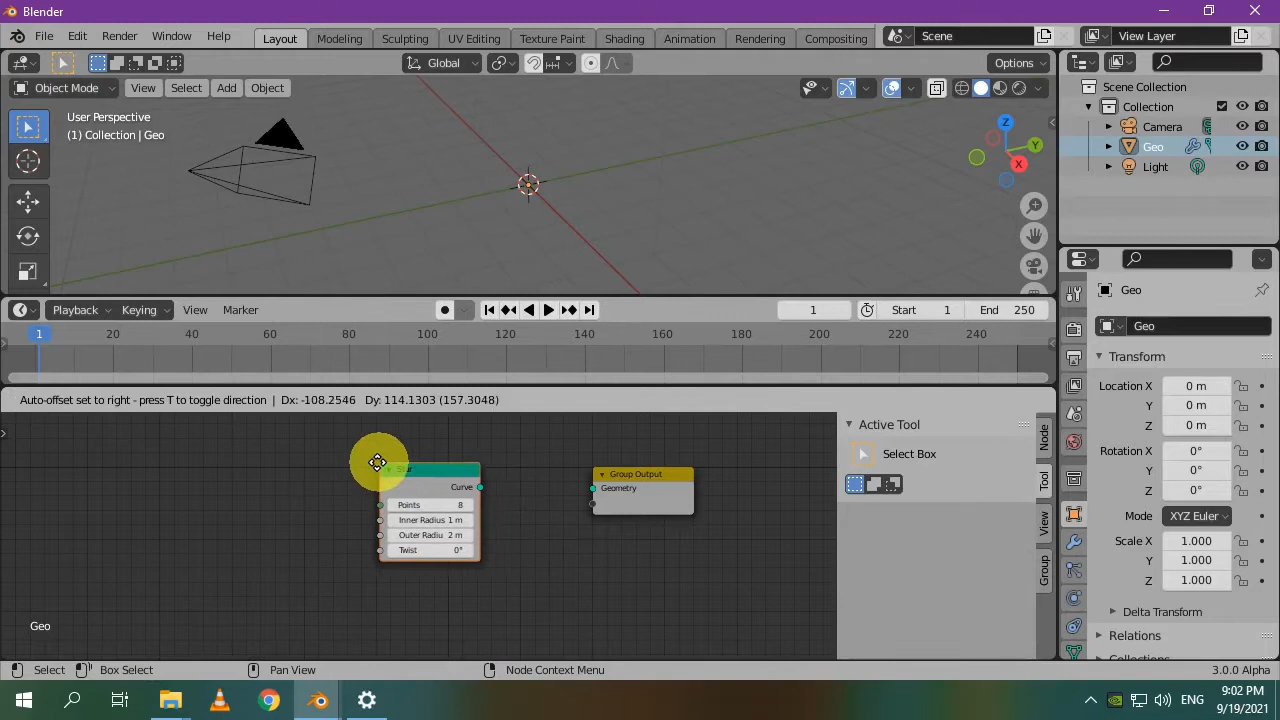 Blender
File Edit Render Window Help
Layout Modeling Sculpting UV Editing Texture Paint Shading Animation Rendering Compositing
Scene
View Layer
Global
Options
Object Mode View Select Add Object
User Perspective
(1) Collection | Geo
Z
Y
X
Scene Collection
Collection
Camera
Geo
Light
Playback Keying View Marker
1
Start 1
End 250
1 20 40 60 80 100 120 140 160 180 200 220 240
Auto-offset set to right - press T to toggle direction | Dx: -108.2546 Dy: 114.1303 (157.3048)
Star
Curve
Points 8
Inner Radius 1 m
Outer Radiu 2 m
Twist 0°
Group Output
Geometry
Geo
Active Tool
Select Box
Node
Tool
View
Group
Geo
Geo
Transform
Location X 0 m
Y 0 m
Z 0 m
Rotation X 0°
Y 0°
Z 0°
Mode XYZ Euler
Scale X 1.000
Y 1.000
Z 1.000
Delta Transform
Relations
Collections
Select Box Select Pan View Node Context Menu
3.0.0 Alpha
ENG
9:02 PM
9/19/2021